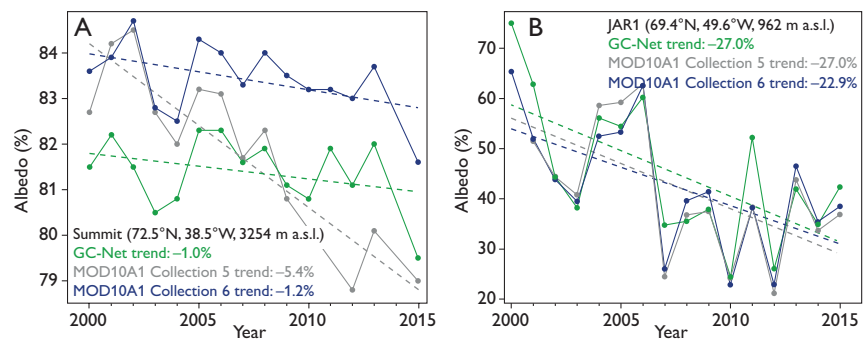 A
84
83
82
81
80
79
Albedo (%)
Summit (72.5°N, 38.5°W, 3254 m a.s.l.)
GC-Net trend: –1.0%
MOD10A1 Collection 5 trend: –5.4%
MOD10A1 Collection 6 trend: –1.2%
2000 2005 2010 2015
Year
B
JAR1 (69.4°N, 49.6°W, 962 m a.s.l.)
GC-Net trend: –27.0%
MOD10A1 Collection 5 trend: –27.0%
MOD10A1 Collection 6 trend: –22.9%
70
60
50
40
30
20
Albedo (%)
2000 2005 2010 2015
Year